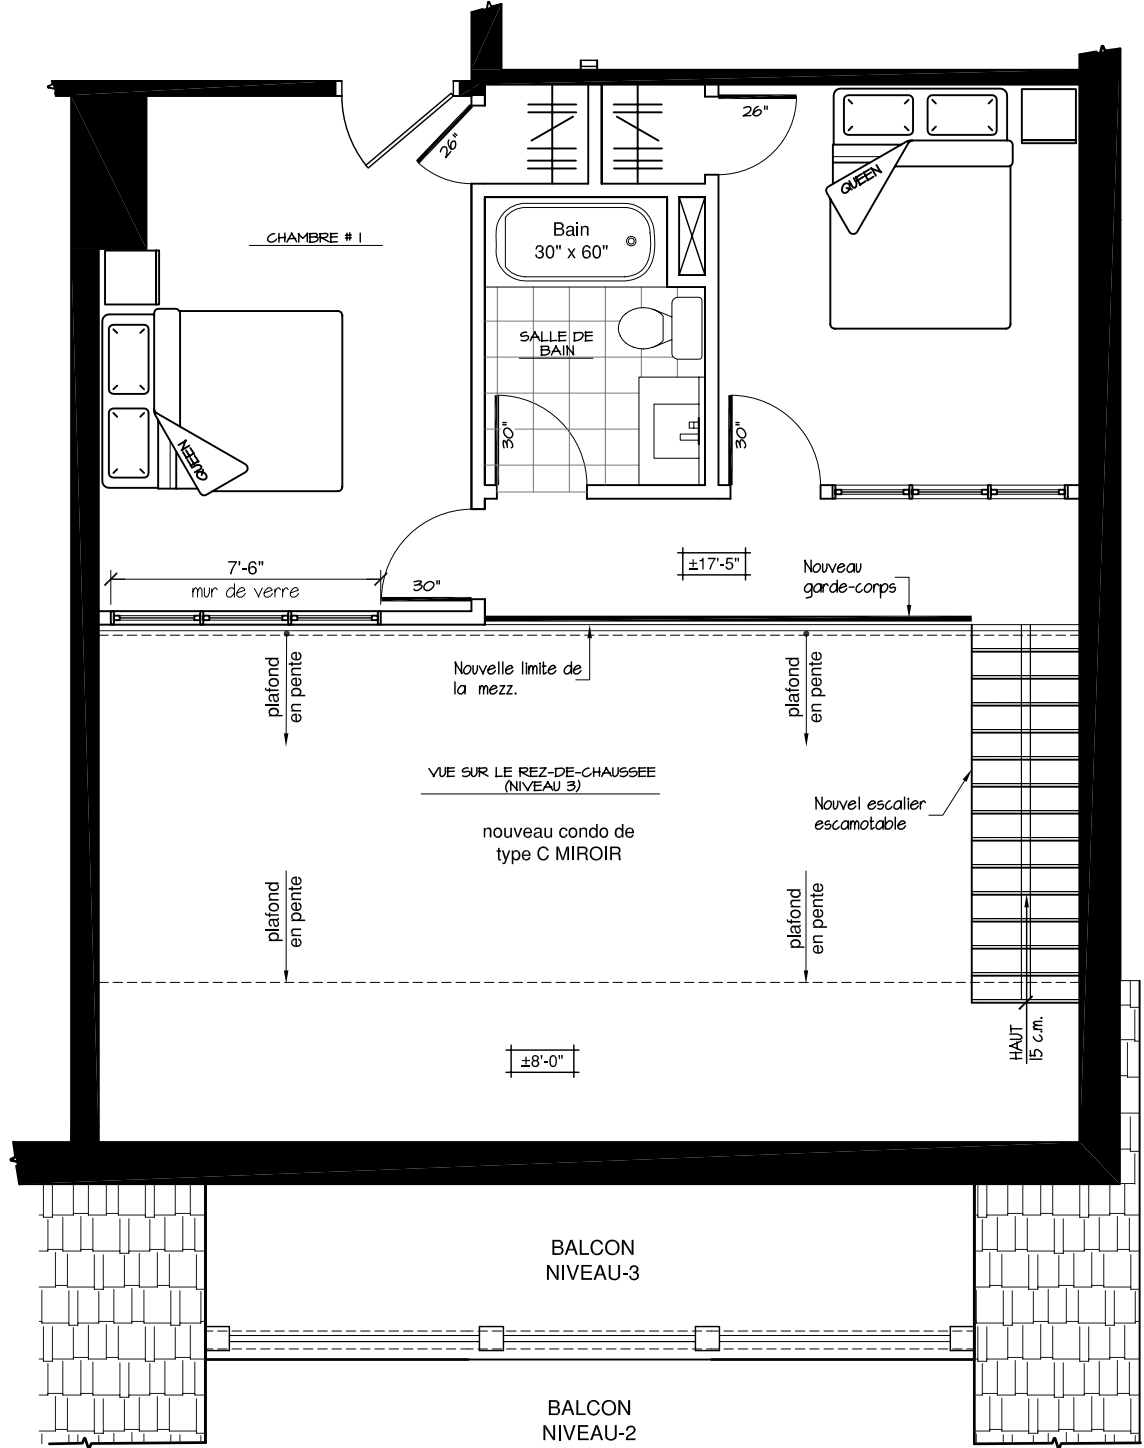 26"
26"
QUEEN
CHAMBRE # 1
Bain
30" x 60"
SALLE DE
BAIN
QUEEN
30"
30"
7'-6"
mur de verre
30"
±17'-5"
Nouveau
garde-corps
Nouvelle limite de
la mezz.
plafond
en pente
plafond
en pente
VUE SUR LE REZ-DE-CHAUSSEE
(NIVEAU 3)
nouveau condo de
type C MIROIR
Nouvel escalier
escamotable
plafond
en pente
plafond
en pente
HAUT
15 c.m.
±8'-0"
BALCON
NIVEAU-3
BALCON
NIVEAU-2